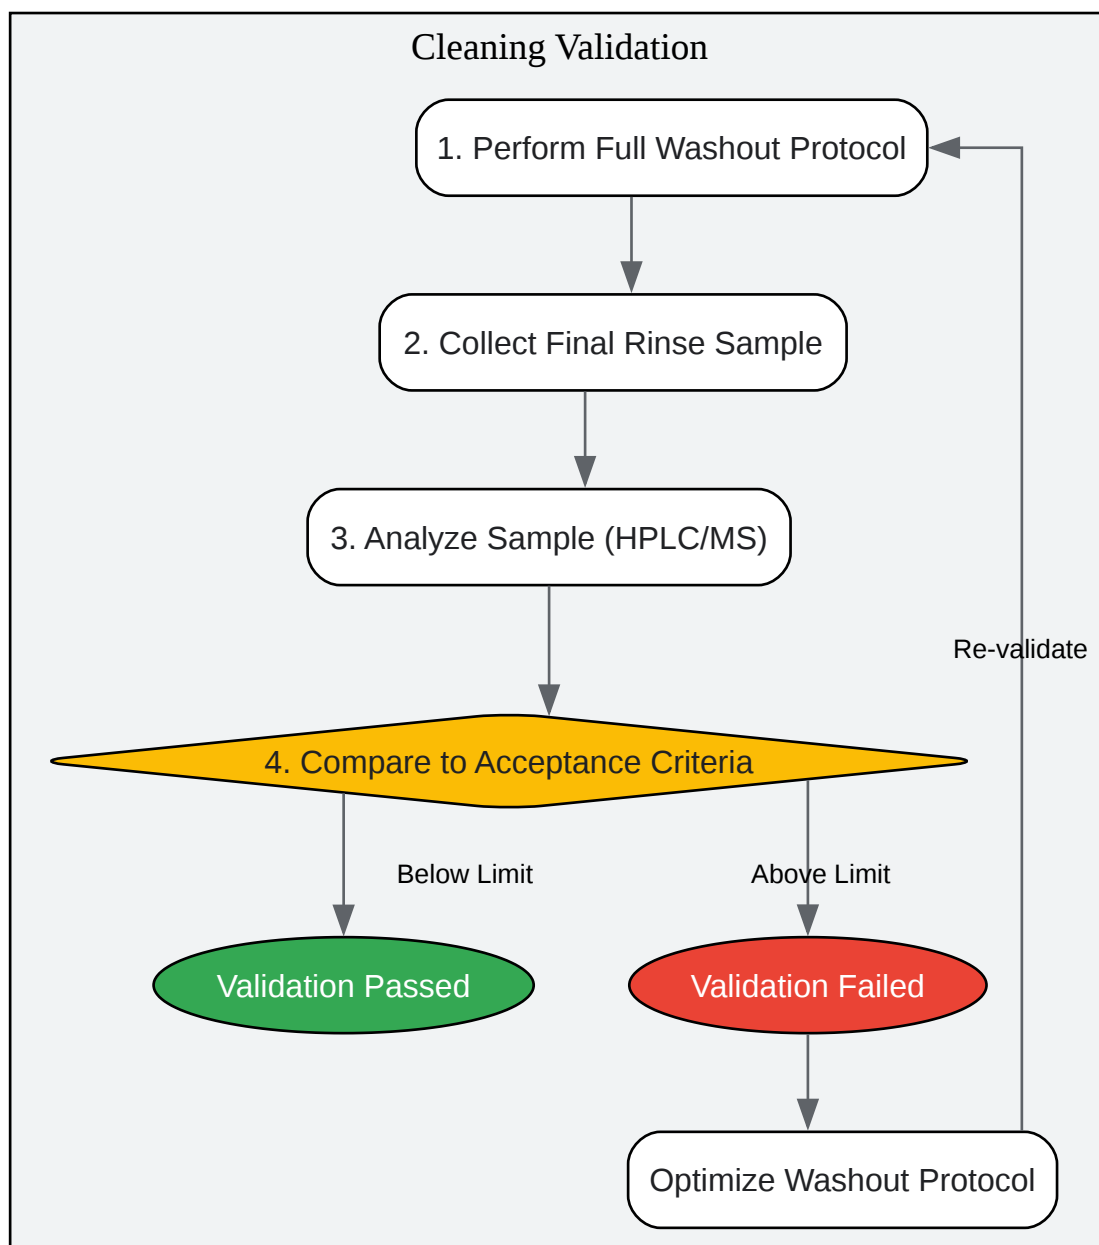 Cleaning Validation
1. Perform Full Washout Protocol
2. Collect Final Rinse Sample
3. Analyze Sample (HPLC/MS)
Re-validate
4. Compare to Acceptance Criteria
Below Limit
Above Limit
Validation Passed
Validation Failed
Optimize Washout Protocol